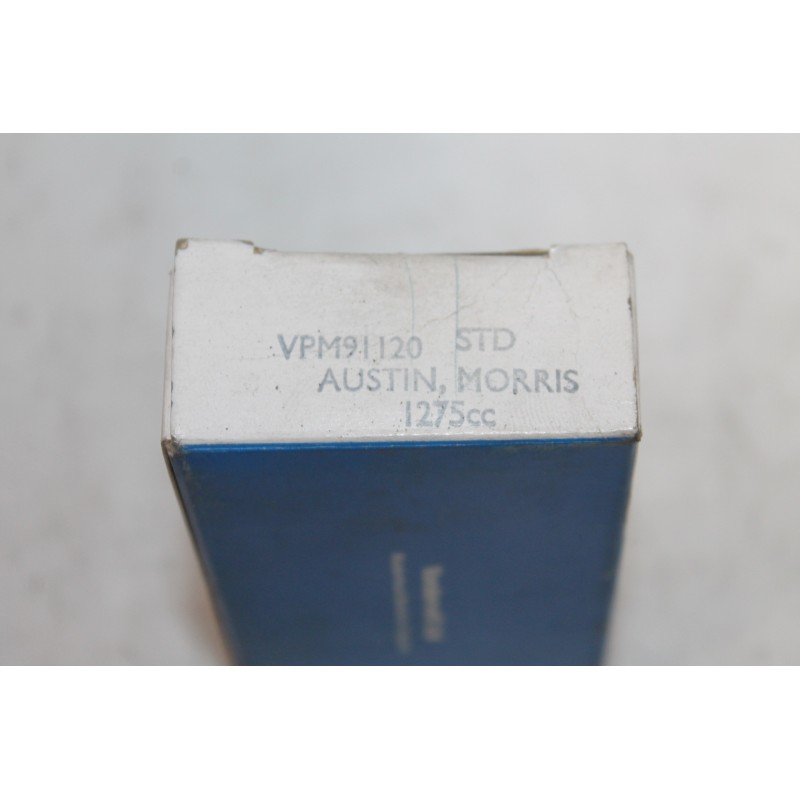 VPM91120 STD
AUSTIN, MORRIS
1275cc